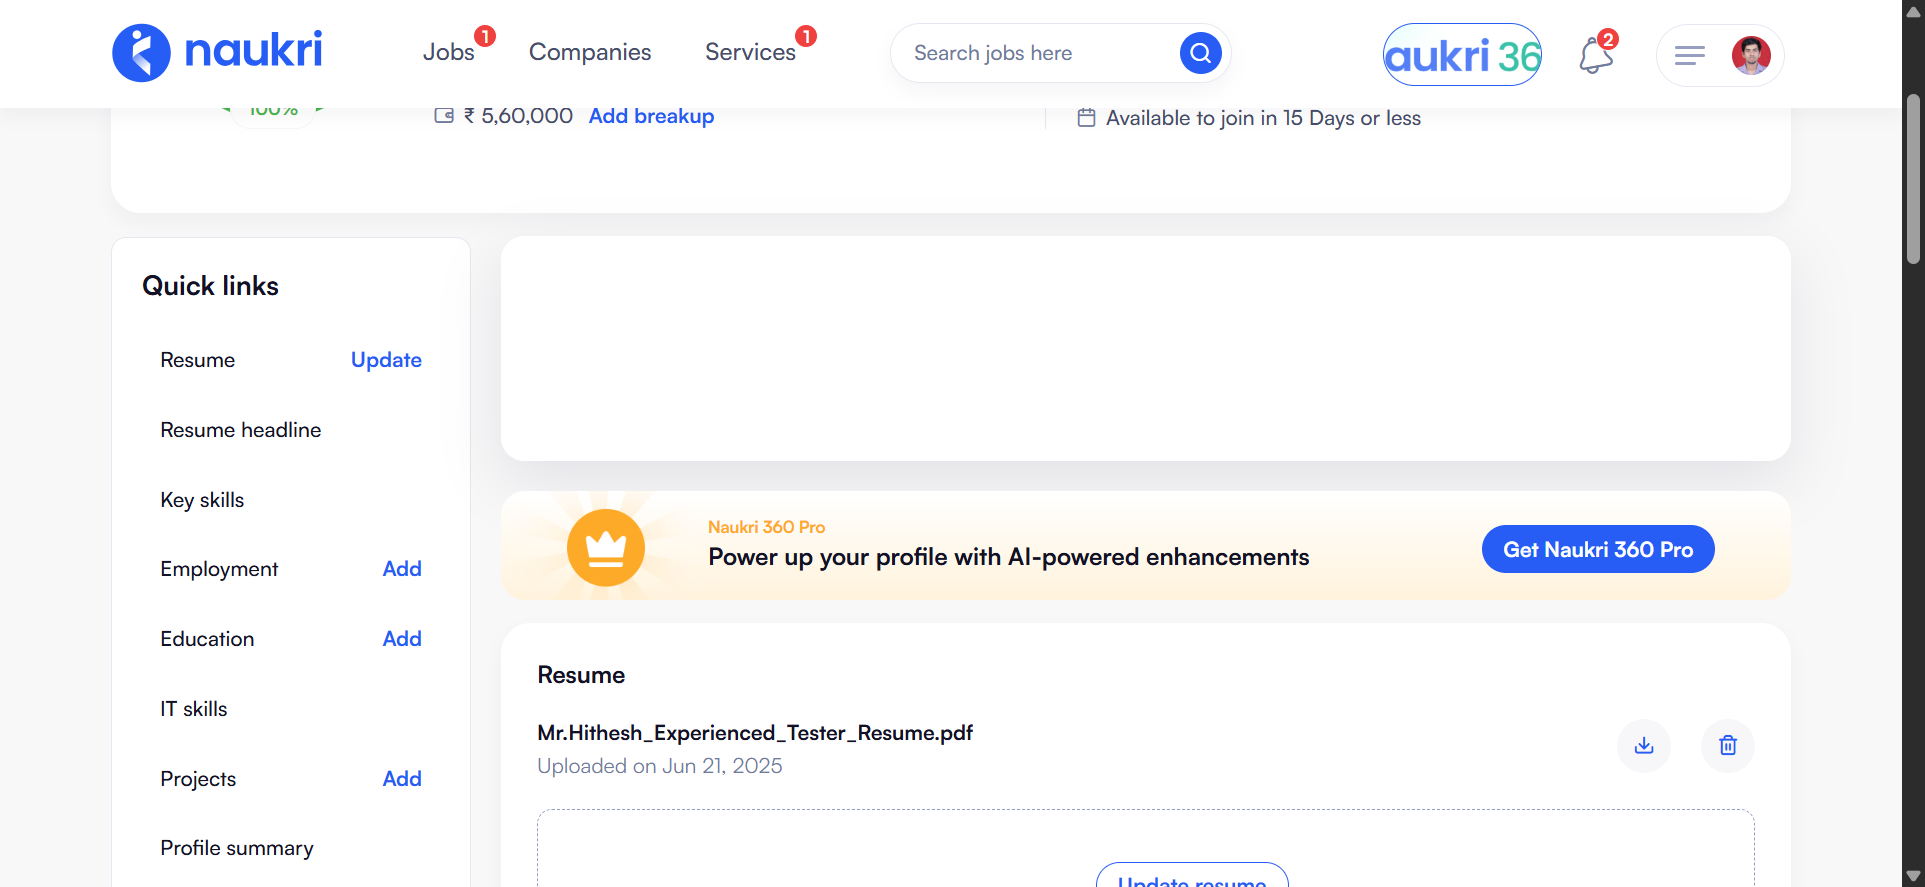 naukri
Jobs 1
Companies
Services 1
Search jobs here
aukri 36
2
100%
₹ 5,60,000 Add breakup
Available to join in 15 Days or less
Quick links
Resume Update
Resume headline
Key skills
Employment Add
Education Add
IT skills
Projects Add
Profile summary
Naukri 360 Pro
Power up your profile with AI-powered enhancements
Get Naukri 360 Pro
Resume
Mr.Hithesh_Experienced_Tester_Resume.pdf
Uploaded on Jun 21, 2025
Update resume